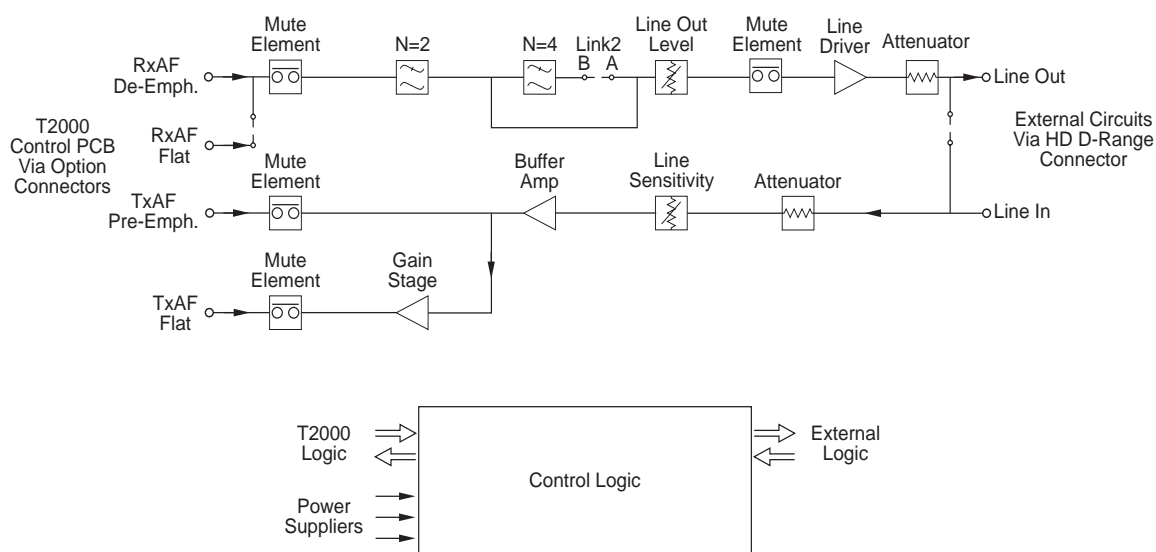 Mute
Element
N=2
N=4
Link2
B A
Line Out
Level
Mute
Element
Line
Driver
Attenuator
RxAF
De-Emph.
Line Out
T2000
Control PCB
Via Option
Connectors
RxAF
Flat
External Circuits
Via HD D-Range
Connector
Mute
Element
Buffer
Amp
Line
Sensitivity
Attenuator
TxAF
Pre-Emph.
Line In
Mute
Element
Gain
Stage
TxAF
Flat
T2000
Logic
Control Logic
External
Logic
Power
Suppliers